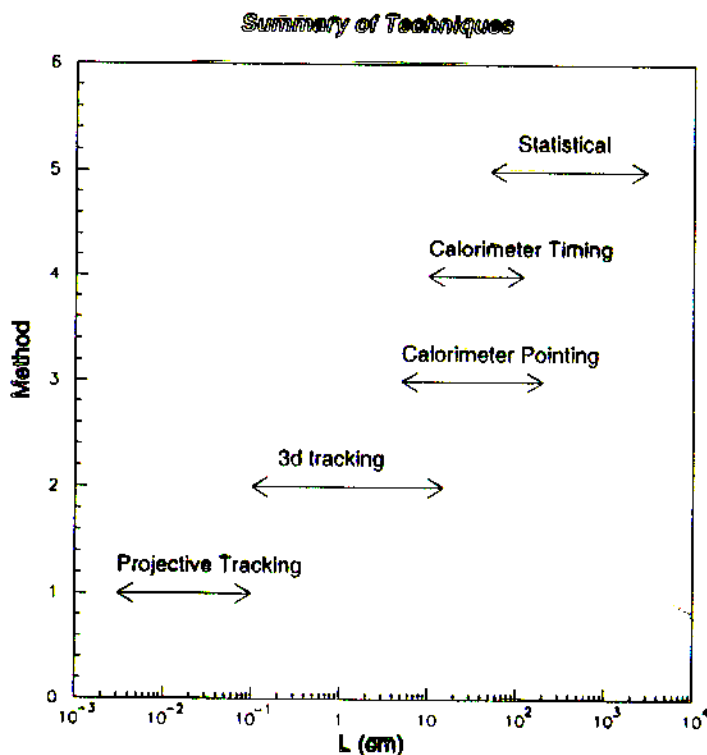 Summary of Techniques
6
Statistical
5
Calorimeter Timing
4
Calorimeter Pointing
3
3d tracking
2
Projective Tracking
1
0
Method
10⁻³ 10⁻² 10⁻¹ 1 10 10² 10³ 10⁴
L (cm)